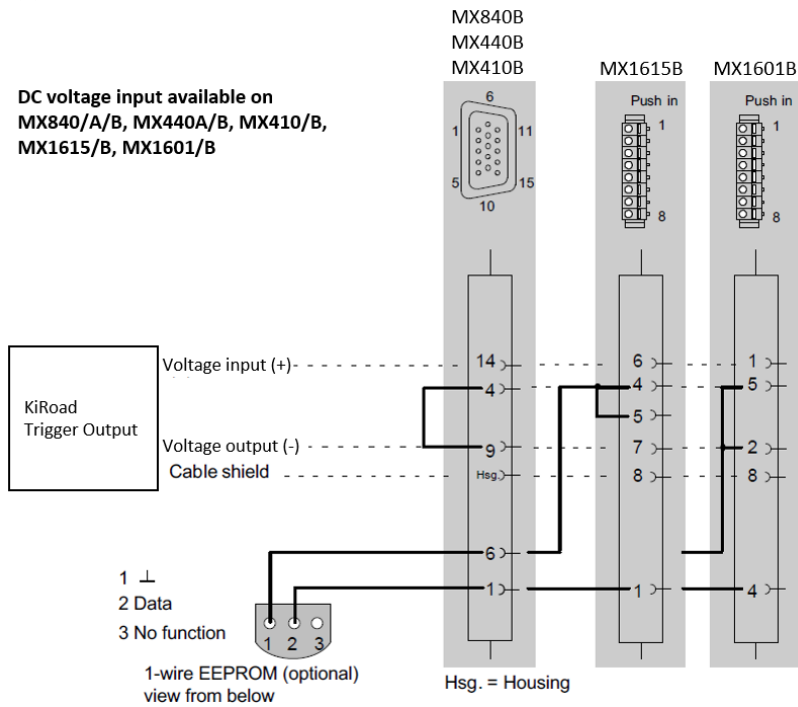 MX840B
MX440B
MX410B
MX1615B
MX1601B
DC voltage input available on
MX840/A/B, MX440A/B, MX410/B,
MX1615/B, MX1601/B
6
1
11
5
15
10
Push in
1
8
Push in
1
8
KiRoad
Trigger Output
Voltage input (+)
14
6
1
4
4
5
5
Voltage output (-)
9
7
2
Cable shield
Hsg.
8
8
6
1
1
4
1 ⊥
2 Data
3 No function
1 2 3
1-wire EEPROM (optional)
view from below
Hsg. = Housing